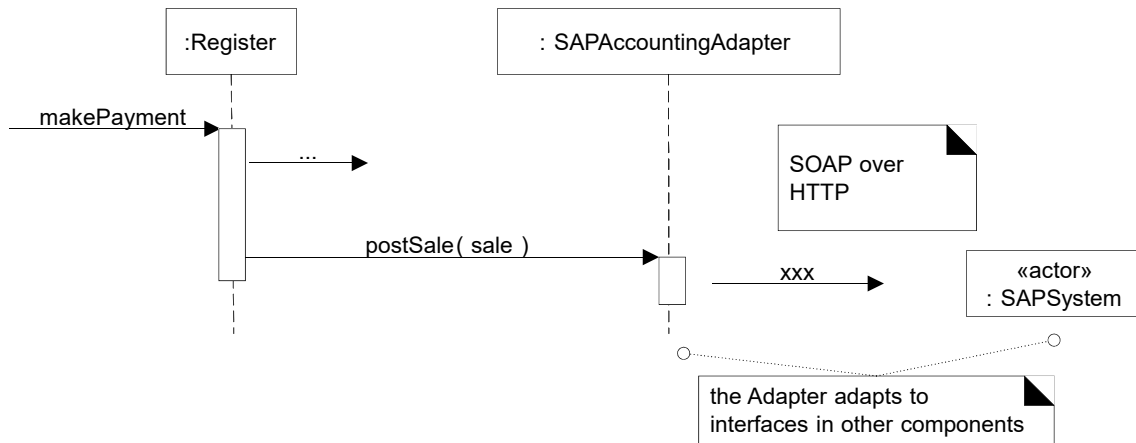 :Register
: SAPAccountingAdapter
makePayment
...
SOAP over
HTTP
postSale( sale )
xxx
«actor»
: SAPSystem
the Adapter adapts to
interfaces in other components